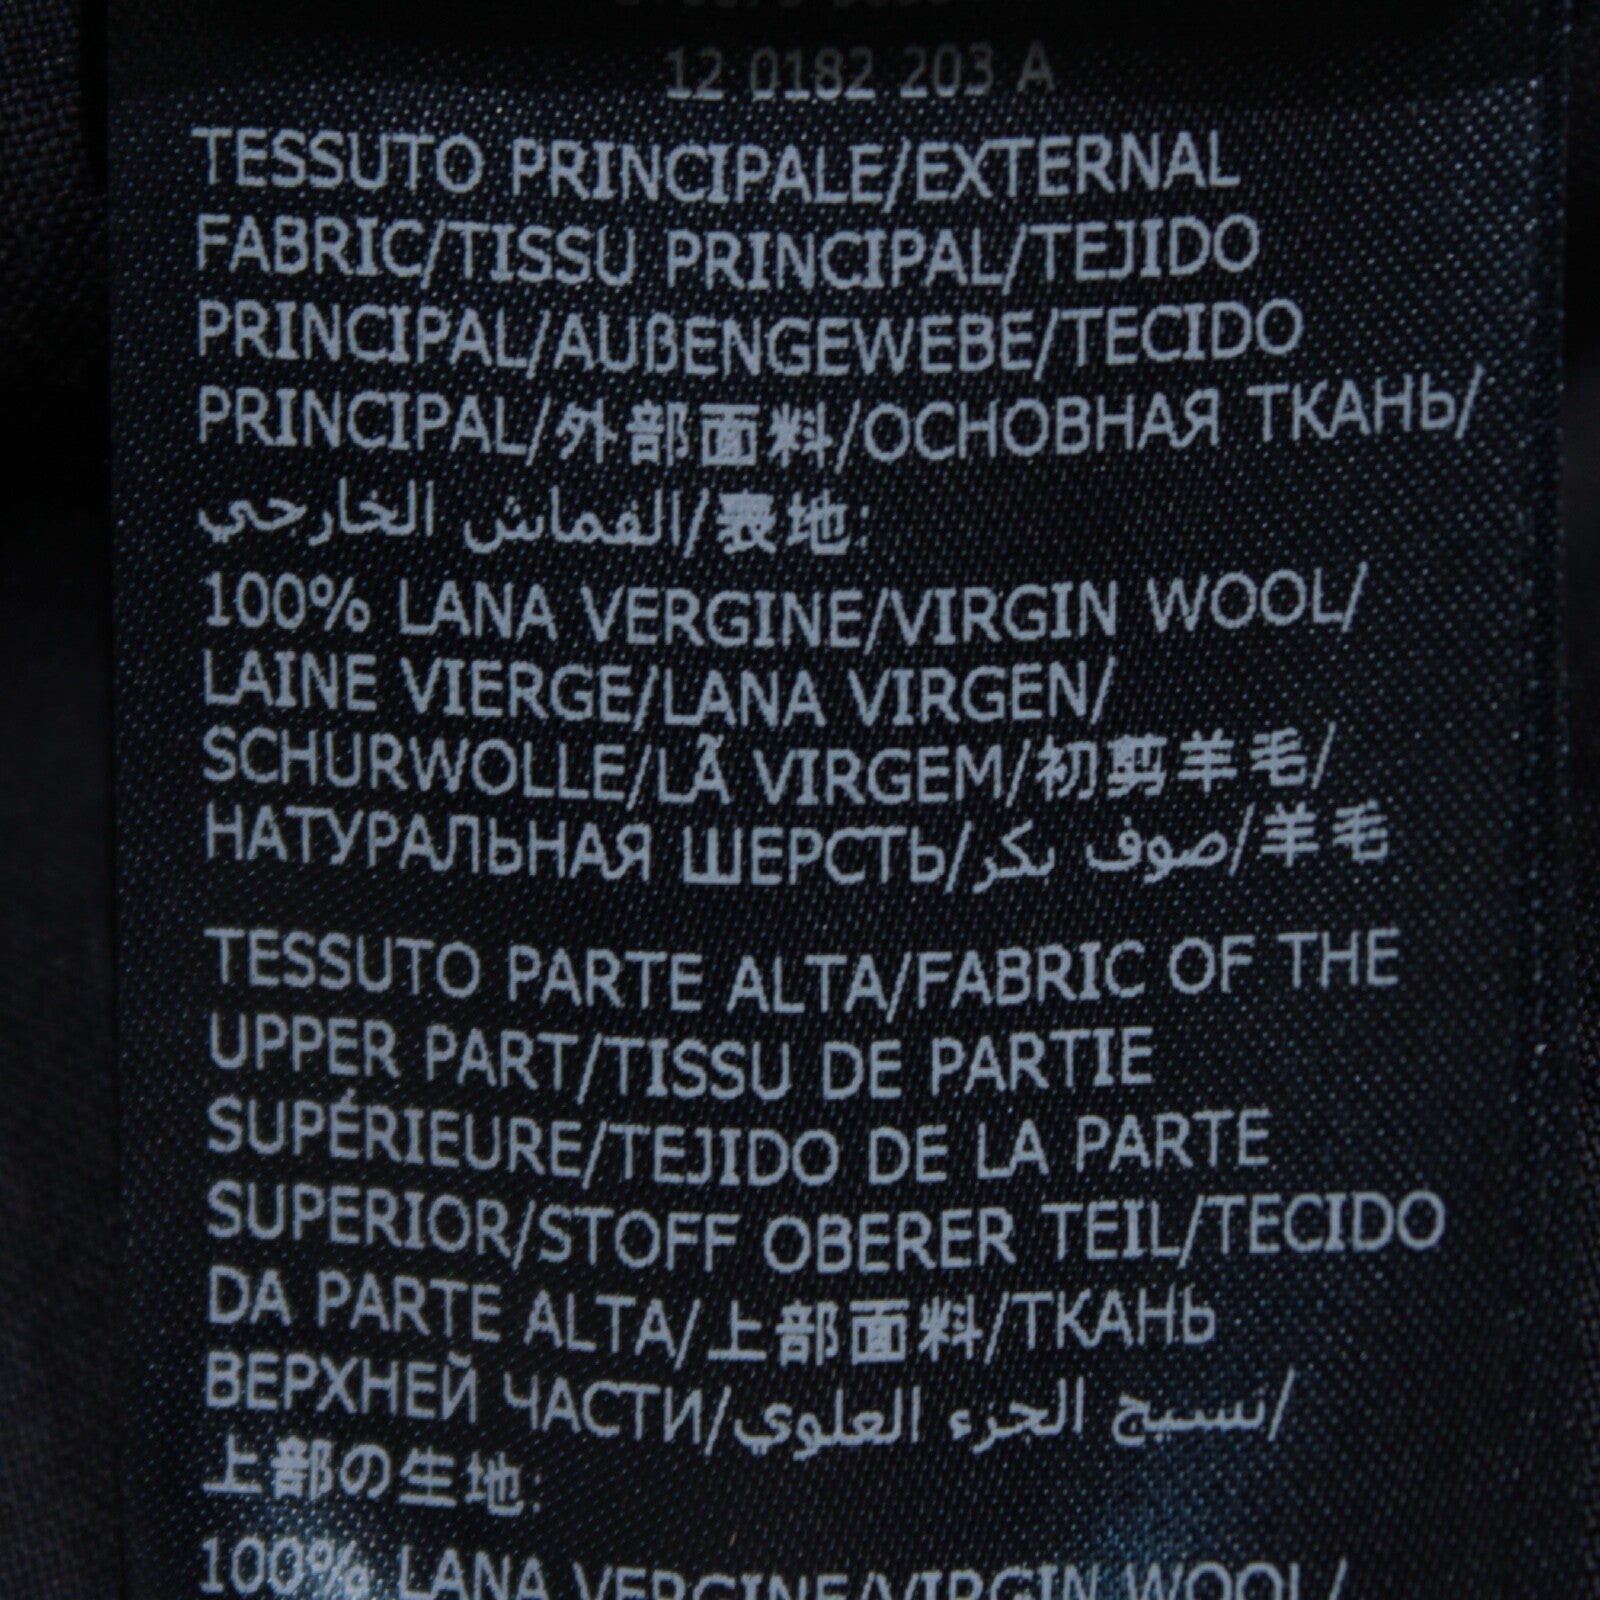 12 0182 203 A
TESSUTO PRINCIPALE/EXTERNAL
FABRIC/TISSU PRINCIPAL/TEJIDO
PRINCIPAL/AUßENGEWEBE/TECIDO
PRINCIPAL/外部面料/ОСНОВНАЯ ТКАНЬ/
القماش الخارجي/表地:
100% LANA VERGINE/VIRGIN WOOL/
LAINE VIERGE/LANA VIRGEN/
SCHURWOLLE/LÃ VIRGEM/初剪羊毛/
НАТУРАЛЬНАЯ ШЕРСТЬ/صوف بكر/羊毛
TESSUTO PARTE ALTA/FABRIC OF THE
UPPER PART/TISSU DE PARTIE
SUPÉRIEURE/TEJIDO DE LA PARTE
SUPERIOR/STOFF OBERER TEIL/TECIDO
DA PARTE ALTA/上部面料/ТКАНЬ
ВЕРХНЕЙ ЧАСТИ/نسيج الجزء العلوي/
上部の生地:
100% LANA VERGINE/VIRGIN WOOL/